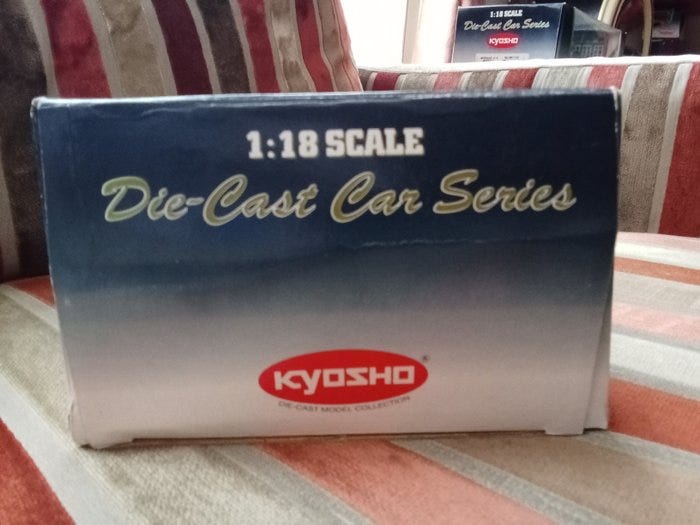 1:18 SCALE
Die-Cast Car Series
KYOSHO
1:18 SCALE
Die-Cast Car Series
KYOSHO®
DIE-CAST MODEL COLLECTION